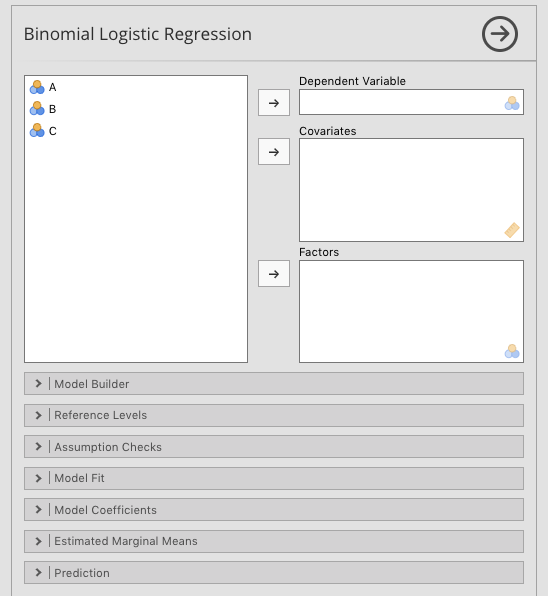 Binomial Logistic Regression
A
B
C
Dependent Variable
Covariates
Factors
Model Builder
Reference Levels
Assumption Checks
Model Fit
Model Coefficients
Estimated Marginal Means
Prediction